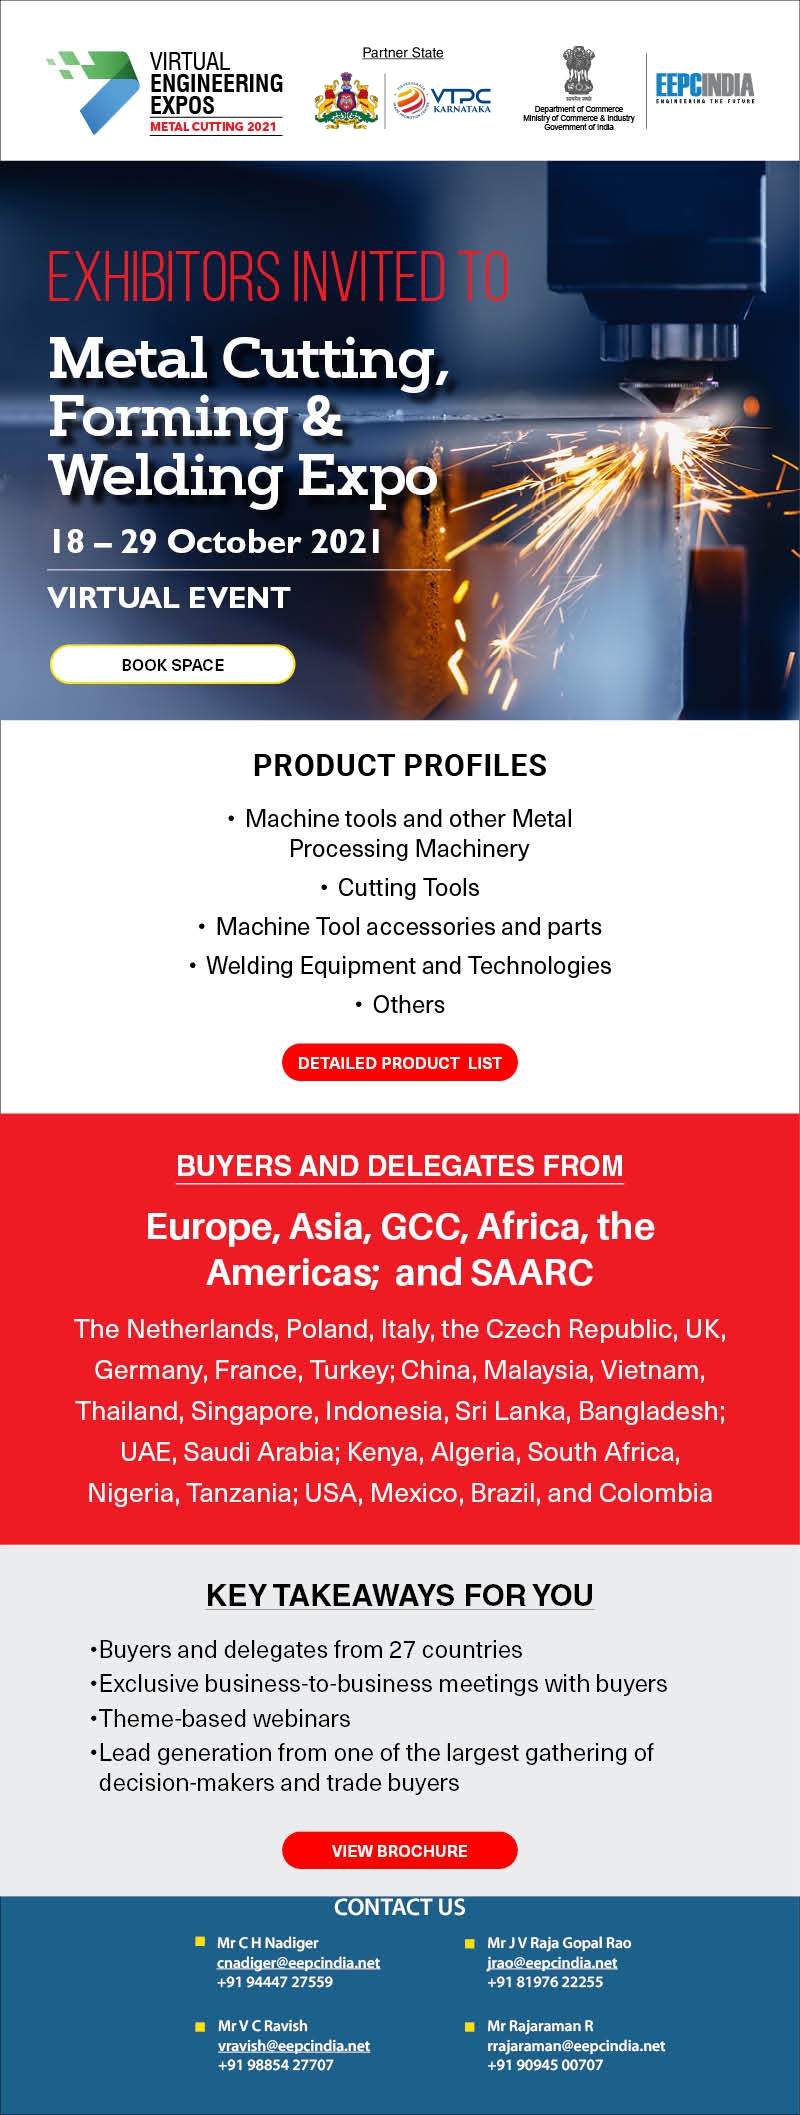 VIRTUAL
ENGINEERING
EXPOS
METAL CUTTING 2021
Partner State
VTPC
KARNATAKA
Department of Commerce
Ministry of Commerce & Industry
Government of India
EEPCINDIA
ENGINEERING THE FUTURE
EXHIBITORS INVITED TO
Metal Cutting,
Forming &
Welding Expo
18 – 29 October 2021
VIRTUAL EVENT
BOOK SPACE
PRODUCT PROFILES
• Machine tools and other Metal
Processing Machinery
• Cutting Tools
• Machine Tool accessories and parts
• Welding Equipment and Technologies
• Others
DETAILED PRODUCT LIST
BUYERS AND DELEGATES FROM
Europe, Asia, GCC, Africa, the
Americas; and SAARC
The Netherlands, Poland, Italy, the Czech Republic, UK,
Germany, France, Turkey; China, Malaysia, Vietnam,
Thailand, Singapore, Indonesia, Sri Lanka, Bangladesh;
UAE, Saudi Arabia; Kenya, Algeria, South Africa,
Nigeria, Tanzania; USA, Mexico, Brazil, and Colombia
KEY TAKEAWAYS FOR YOU
•Buyers and delegates from 27 countries
•Exclusive business-to-business meetings with buyers
•Theme-based webinars
•Lead generation from one of the largest gathering of
decision-makers and trade buyers
VIEW BROCHURE
CONTACT US
Mr C H Nadiger
cnadiger@eepcindia.net
+91 94447 27559
Mr J V Raja Gopal Rao
jrao@eepcindia.net
+91 81976 22255
Mr V C Ravish
vravish@eepcindia.net
+91 98854 27707
Mr Rajaraman R
rrajaraman@eepcindia.net
+91 90945 00707